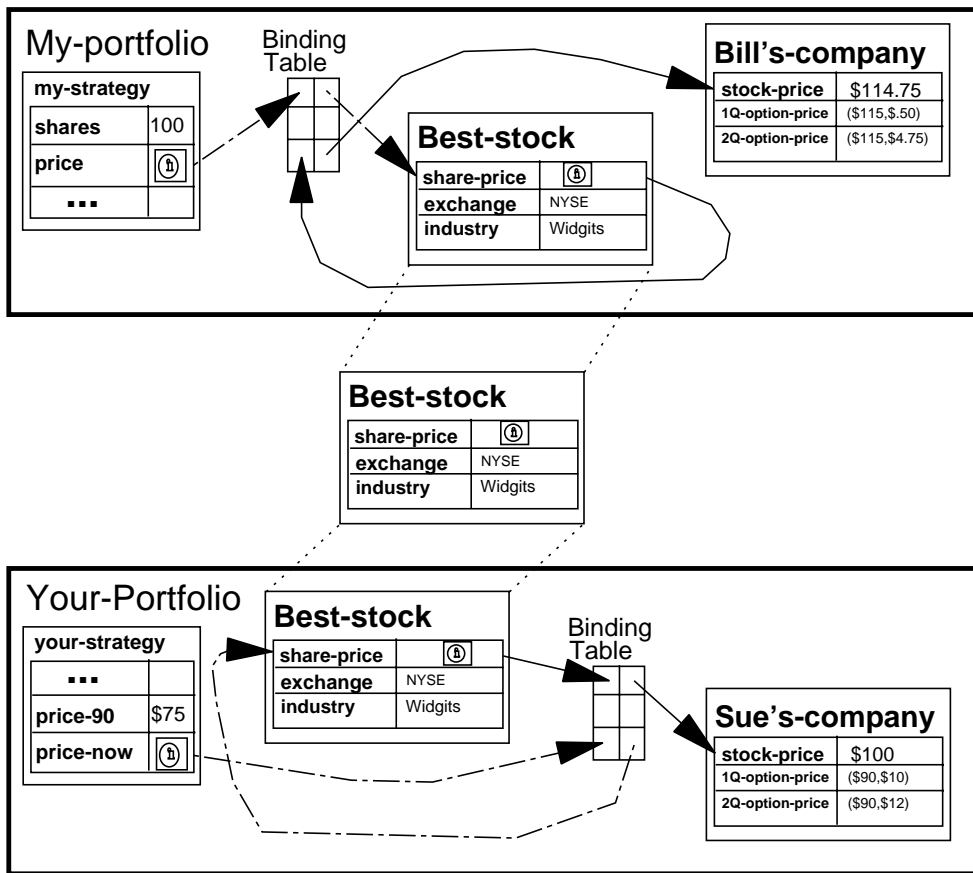 My-portfolio
my-strategy
shares 100
price
...
Binding
Table
Best-stock
share-price
exchange NYSE
industry Widgits
Bill's-company
stock-price $114.75
1Q-option-price ($115,$.50)
2Q-option-price ($115,$4.75)
Best-stock
share-price
exchange NYSE
industry Widgits
Your-Portfolio
your-strategy
...
price-90 $75
price-now
Best-stock
share-price
exchange NYSE
industry Widgits
Binding
Table
Sue's-company
stock-price $100
1Q-option-price ($90,$10)
2Q-option-price ($90,$12)